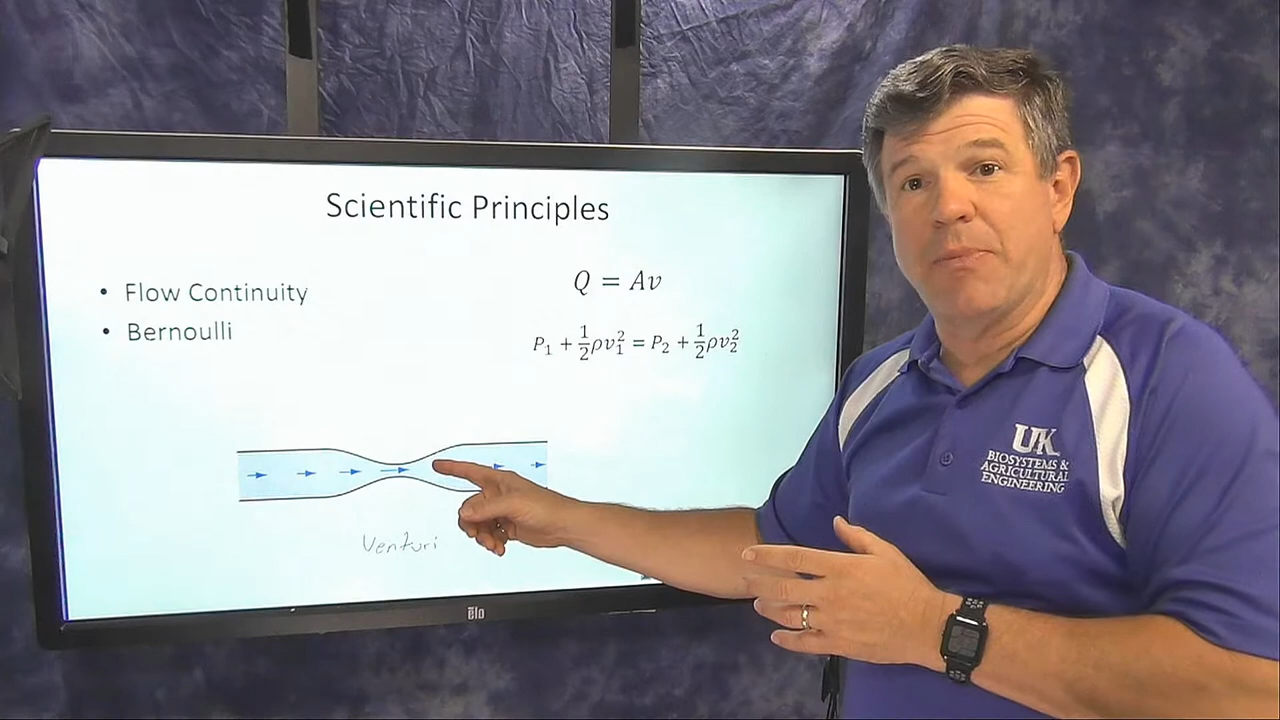 Scientific Principles
• Flow Continuity
• Bernoulli
Q = Av
P₁ + ½ρv₁² = P₂ + ½ρv₂²
Venturi
elo
UK
BIOSYSTEMS &
AGRICULTURAL
ENGINEERING